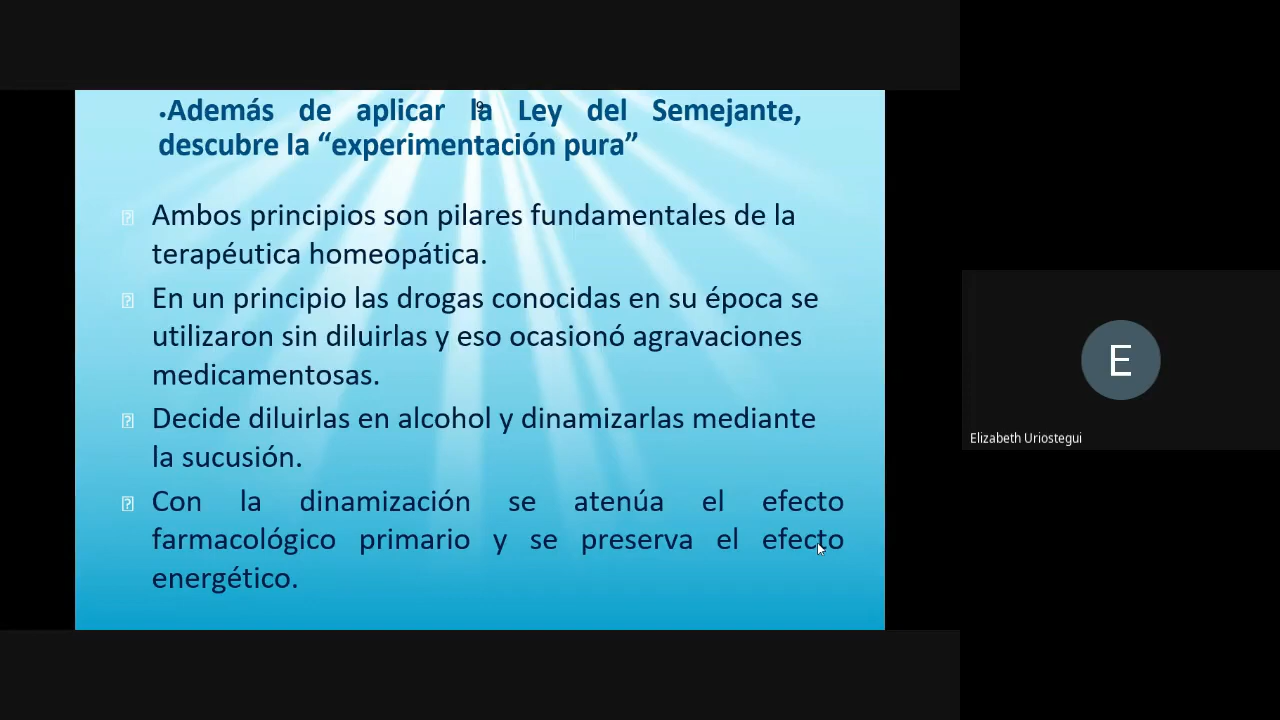 •Además de aplicar la Ley del Semejante,
9
descubre la “experimentación pura”
Ambos principios son pilares fundamentales de la
terapéutica homeopática.
En un principio las drogas conocidas en su época se
utilizaron sin diluirlas y eso ocasionó agravaciones
medicamentosas.
Decide diluirlas en alcohol y dinamizarlas mediante
la sucusión.
Con la dinamización se atenúa el efecto
farmacológico primario y se preserva el efecto
energético.
E
Elizabeth Uriostegui